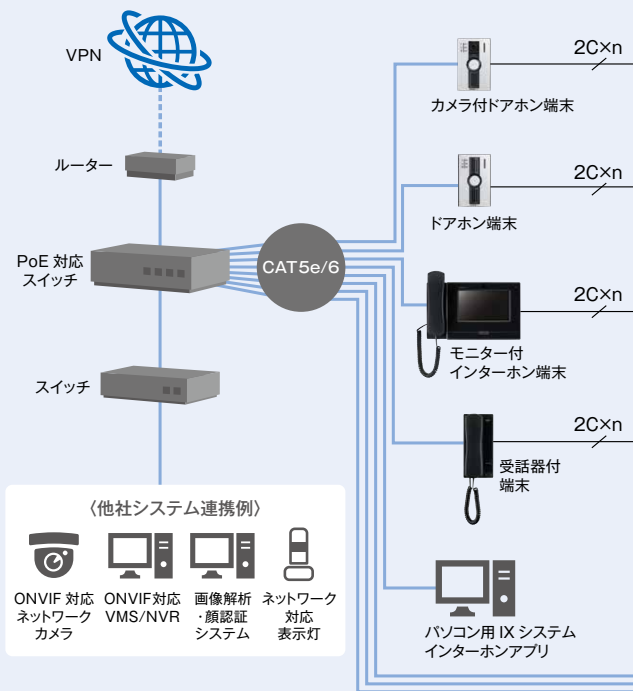 VPN
ルーター
PoE 対応
スイッチ
スイッチ
CAT5e/6
2C×n
カメラ付ドアホン端末
2C×n
ドアホン端末
2C×n
モニター付
インターホン端末
2C×n
受話器付
端末
パソコン用 IX システム
インターホンアプリ
〈他社システム連携例〉
ONVIF 対応
ネットワーク
カメラ
ONVIF対応
VMS/NVR
画像解析
・顔認証
システム
ネットワーク
対応
表示灯